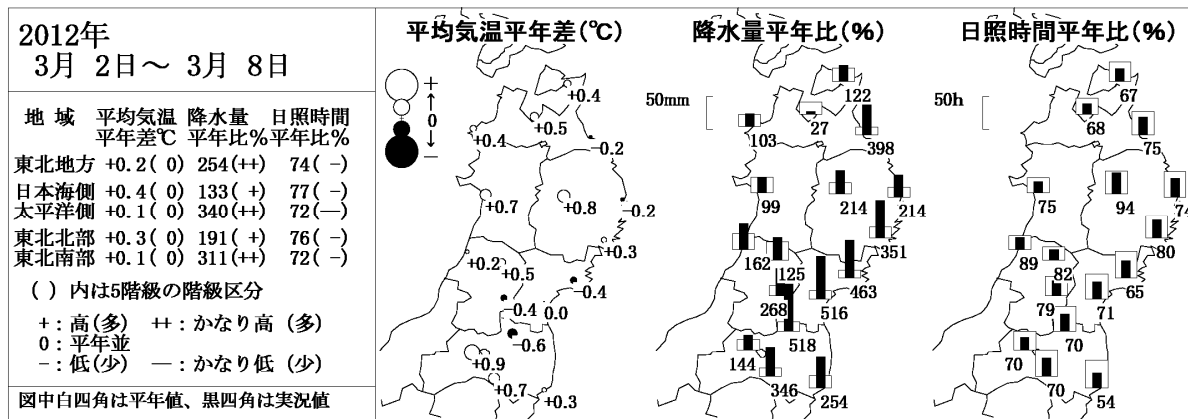 2012年
3月 2日～ 3月 8日
地 域 平均気温 降水量 日照時間
平年差℃ 平年比% 平年比%
東北地方 +0.2( 0) 254(++) 74( -)
日本海側 +0.4( 0) 133( +) 77( -)
太平洋側 +0.1( 0) 340(++) 72(—)
東北北部 +0.3( 0) 191( +) 76( -)
東北南部 +0.1( 0) 311(++) 72( -)
( ) 内は5階級の階級区分
+：高(多) ++：かなり高 (多)
0：平年並
-：低(少) —：かなり低 (少)
図中白四角は平年値、黒四角は実況値
平均気温平年差(℃)
+
↑
0
↓
-
+0.4
+0.5
+0.4
-0.2
+0.7
+0.8
-0.2
+0.3
+0.2
+0.5
-0.4
-0.4
0.0
-0.6
+0.9
+0.7
+0.3
降水量平年比(%)
50mm
122
27
103
398
99
214
214
351
162
125
463
268
516
518
144
346
254
日照時間平年比(%)
50h
67
68
75
75
94
74
80
89
82
65
79
71
70
70
70
54